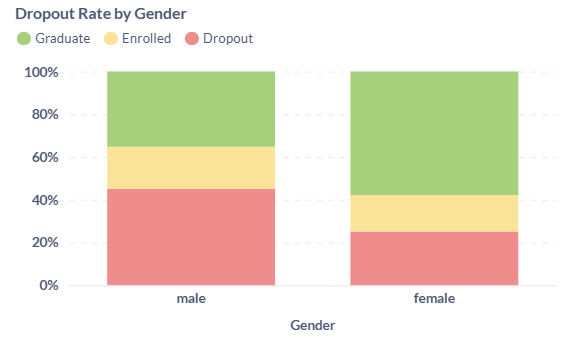 Dropout Rate by Gender
Graduate Enrolled Dropout
100%
80%
60%
40%
20%
0%
male female
Gender